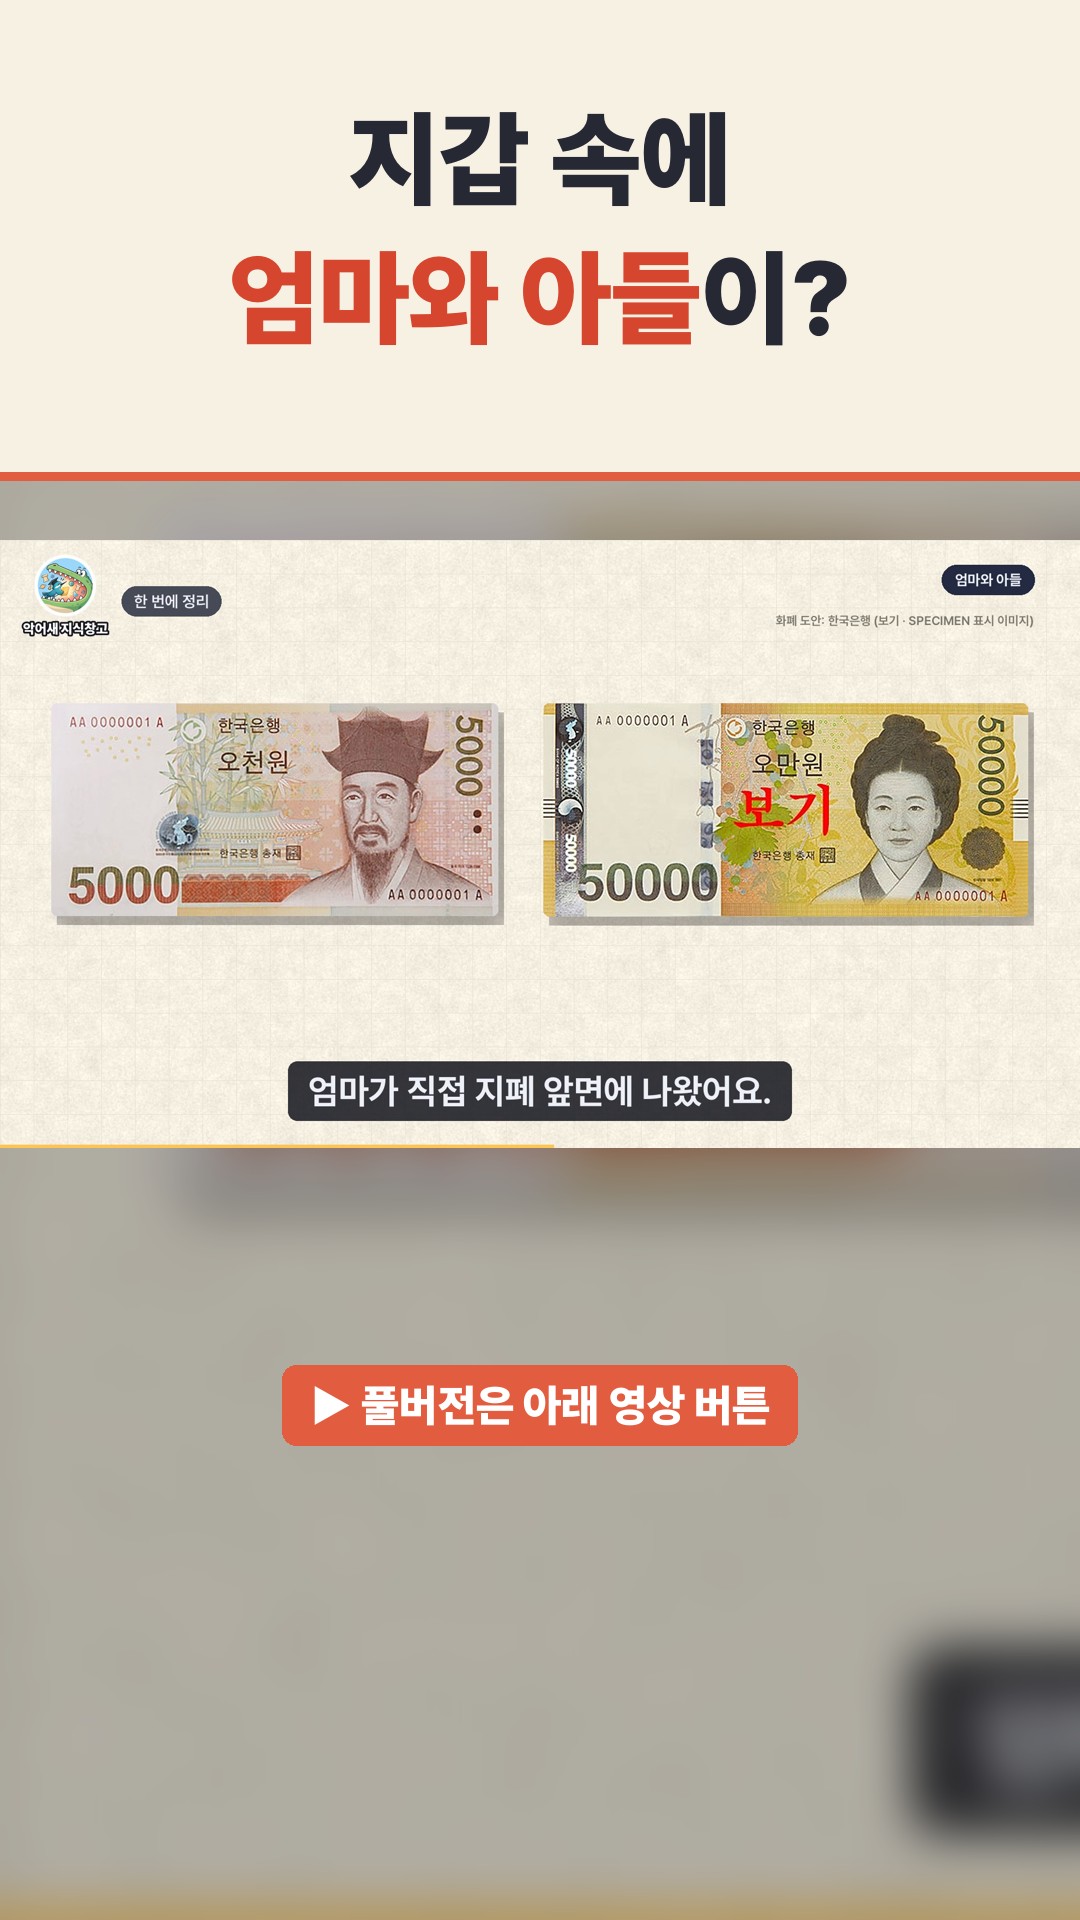 지갑 속에
엄마와 아들이?
악어새 지식창고
한 번에 정리
엄마와 아들
화폐 도안: 한국은행 (보기 · SPECIMEN 표시 이미지)
AA 0000001 A
한국은행
오천원
5000
한국은행 총재
5000
AA 0000001 A
AA 0000001 A
한국은행
오만원
50000
보기
50000
50000
한국은행 총재
50000
AA 0000001 A
엄마가 직접 지폐 앞면에 나왔어요.
▶ 풀버전은 아래 영상 버튼